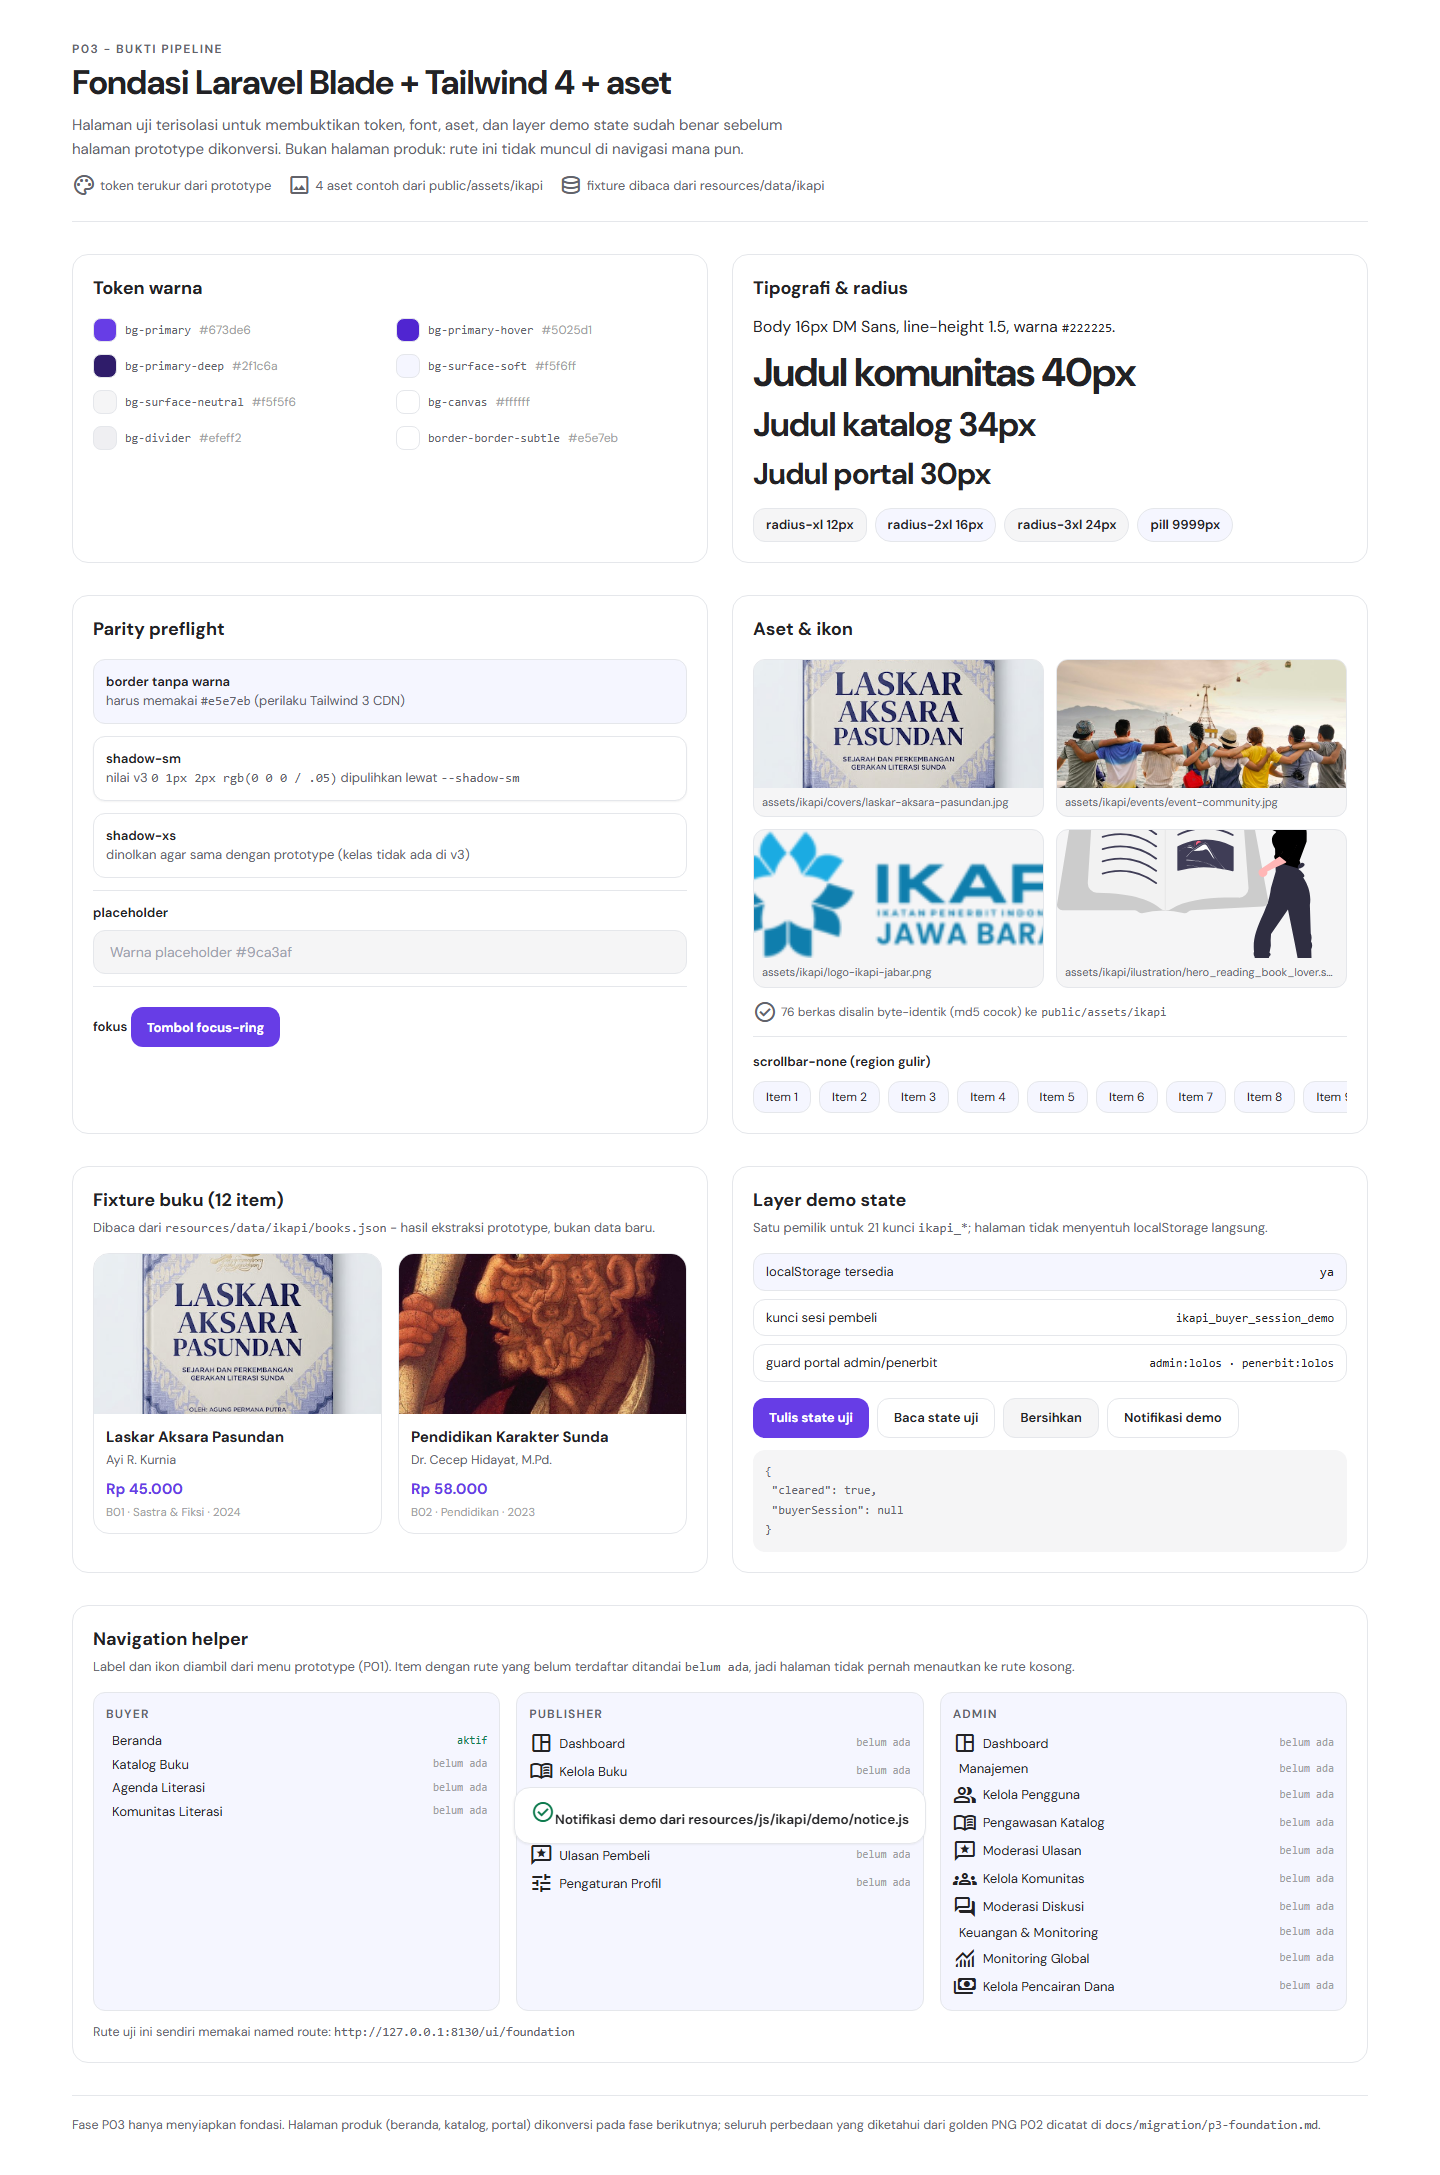 P03 – BUKTI PIPELINE
Fondasi Laravel Blade + Tailwind 4 + aset
Halaman uji terisolasi untuk membuktikan token, font, aset, dan layer demo state sudah benar sebelum
halaman prototype dikonversi. Bukan halaman produk: rute ini tidak muncul di navigasi mana pun.
token terukur dari prototype
4 aset contoh dari public/assets/ikapi
fixture dibaca dari resources/data/ikapi
Token warna
bg-primary #673de6
bg-primary-hover #5025d1
bg-primary-deep #2f1c6a
bg-surface-soft #f5f6ff
bg-surface-neutral #f5f5f6
bg-canvas #ffffff
bg-divider #efeff2
border-border-subtle #e5e7eb
Tipografi & radius
Body 16px DM Sans, line-height 1.5, warna #222225.
Judul komunitas 40px
Judul katalog 34px
Judul portal 30px
radius-xl 12px
radius-2xl 16px
radius-3xl 24px
pill 9999px
Parity preflight
border tanpa warna
harus memakai #e5e7eb (perilaku Tailwind 3 CDN)
shadow-sm
nilai v3 0 1px 2px rgb(0 0 0 / .05) dipulihkan lewat --shadow-sm
shadow-xs
dinolkan agar sama dengan prototype (kelas tidak ada di v3)
placeholder
Warna placeholder #9ca3af
fokus
Tombol focus-ring
Aset & ikon
LASKAR
AKSARA
PASUNDAN
SEJARAH DAN PERKEMBANGAN
GERAKAN LITERASI SUNDA
assets/ikapi/covers/laskar-aksara-pasundan.jpg
assets/ikapi/events/event-community.jpg
IKAP
IKATAN PENERBIT INDON
JAWA BARA
assets/ikapi/logo-ikapi-jabar.png
assets/ikapi/ilustration/hero_reading_book_lover.s...
76 berkas disalin byte-identik (md5 cocok) ke public/assets/ikapi
scrollbar-none (region gulir)
Item 1
Item 2
Item 3
Item 4
Item 5
Item 6
Item 7
Item 8
Item 9
Fixture buku (12 item)
Dibaca dari resources/data/ikapi/books.json – hasil ekstraksi prototype, bukan data baru.
LASKAR
AKSARA
PASUNDAN
SEJARAH DAN PERKEMBANGAN
GERAKAN LITERASI SUNDA
OLEH: AGUNG PERMANA PUTRA
Laskar Aksara Pasundan
Ayi R. Kurnia
Rp 45.000
B01 · Sastra & Fiksi · 2024
Pendidikan Karakter Sunda
Dr. Cecep Hidayat, M.Pd.
Rp 58.000
B02 · Pendidikan · 2023
Layer demo state
Satu pemilik untuk 21 kunci ikapi_*; halaman tidak menyentuh localStorage langsung.
localStorage tersedia ya
kunci sesi pembeli ikapi_buyer_session_demo
guard portal admin/penerbit admin:lolos · penerbit:lolos
Tulis state uji
Baca state uji
Bersihkan
Notifikasi demo
{
"cleared": true,
"buyerSession": null
}
Navigation helper
Label dan ikon diambil dari menu prototype (P01). Item dengan rute yang belum terdaftar ditandai belum ada, jadi halaman tidak pernah menautkan ke rute kosong.
BUYER
Beranda aktif
Katalog Buku belum ada
Agenda Literasi belum ada
Komunitas Literasi belum ada
PUBLISHER
Dashboard belum ada
Kelola Buku belum ada
Notifikasi demo dari resources/js/ikapi/demo/notice.js
Ulasan Pembeli belum ada
Pengaturan Profil belum ada
ADMIN
Dashboard belum ada
Manajemen belum ada
Kelola Pengguna belum ada
Pengawasan Katalog belum ada
Moderasi Ulasan belum ada
Kelola Komunitas belum ada
Moderasi Diskusi belum ada
Keuangan & Monitoring belum ada
Monitoring Global belum ada
Kelola Pencairan Dana belum ada
Rute uji ini sendiri memakai named route: http://127.0.0.1:8130/ui/foundation
Fase P03 hanya menyiapkan fondasi. Halaman produk (beranda, katalog, portal) dikonversi pada fase berikutnya; seluruh perbedaan yang diketahui dari golden PNG P02 dicatat di docs/migration/p3-foundation.md.